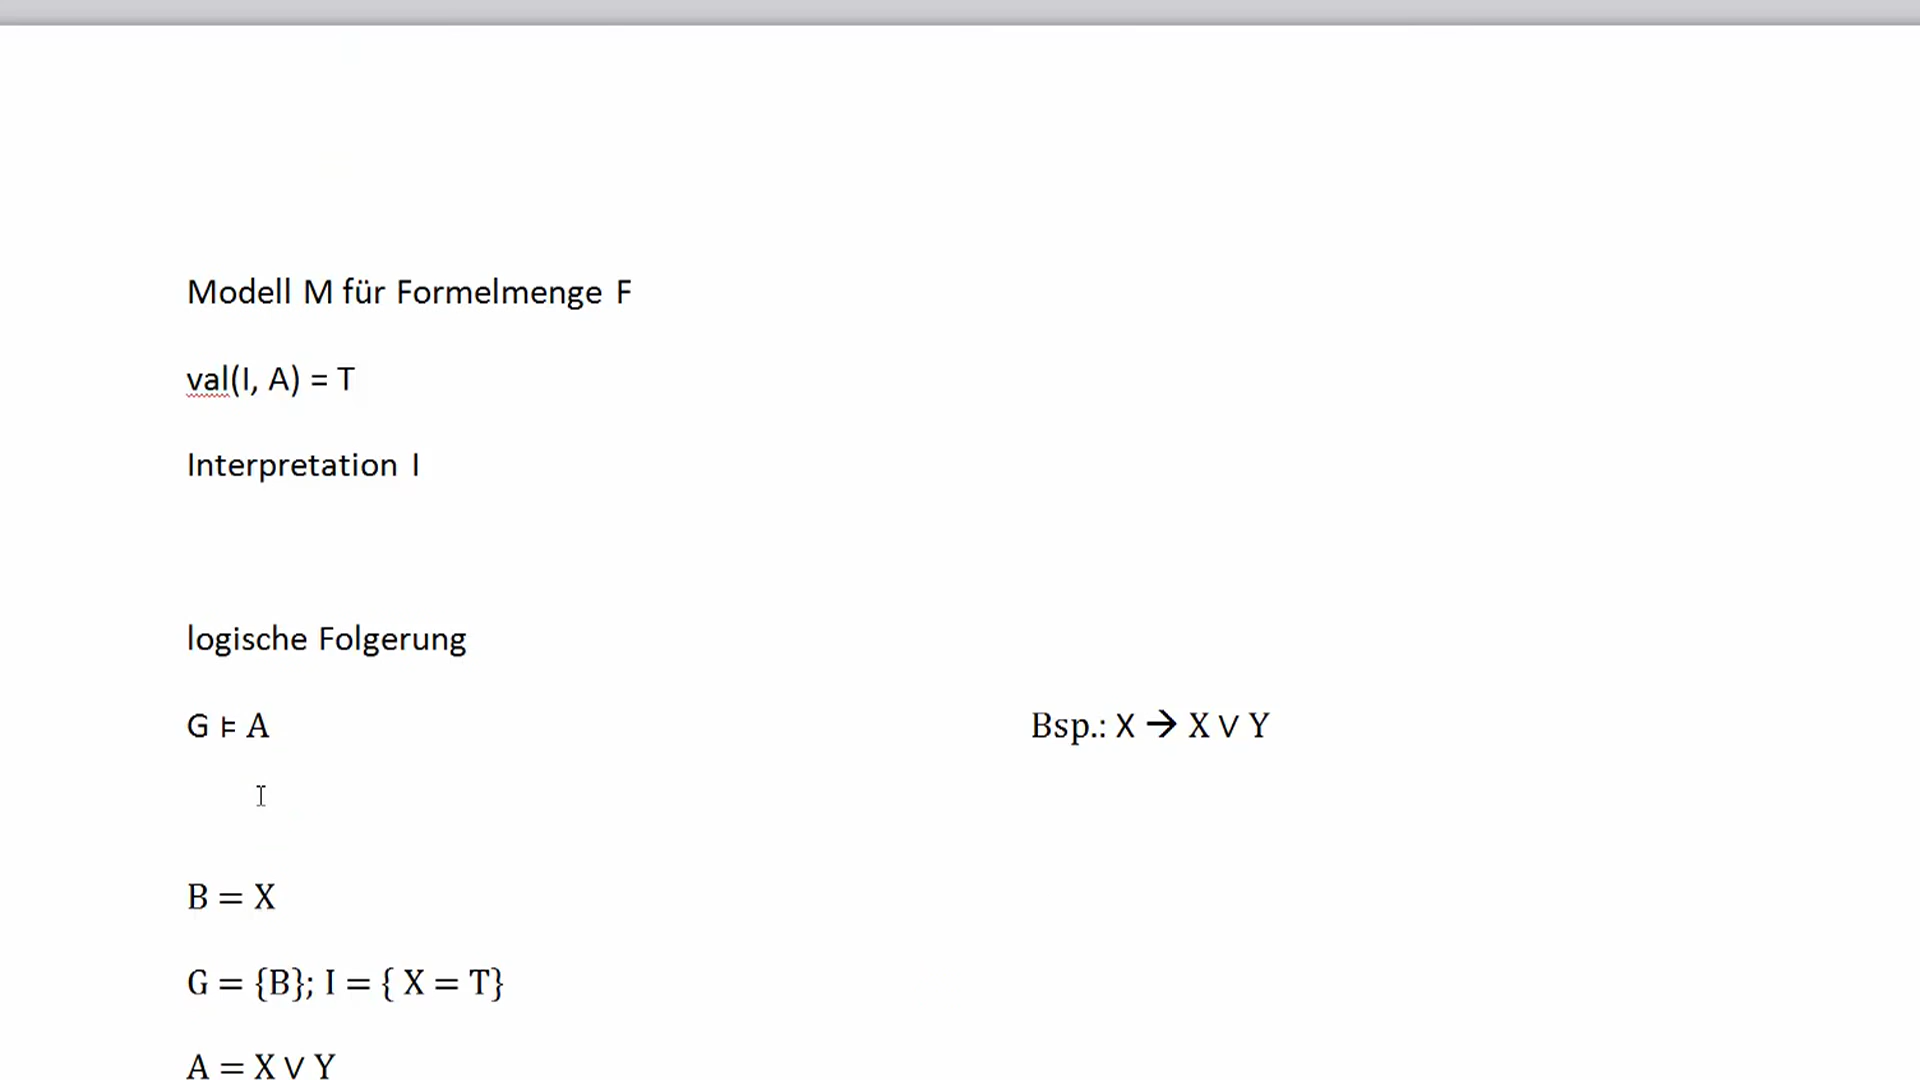 Modell M für Formelmenge F
val(I, A) = T
Interpretation I
logische Folgerung
G ⊧ A
Bsp.: X → X ∨ Y
B = X
G = {B}; I = { X = T}
A = X ∨ Y